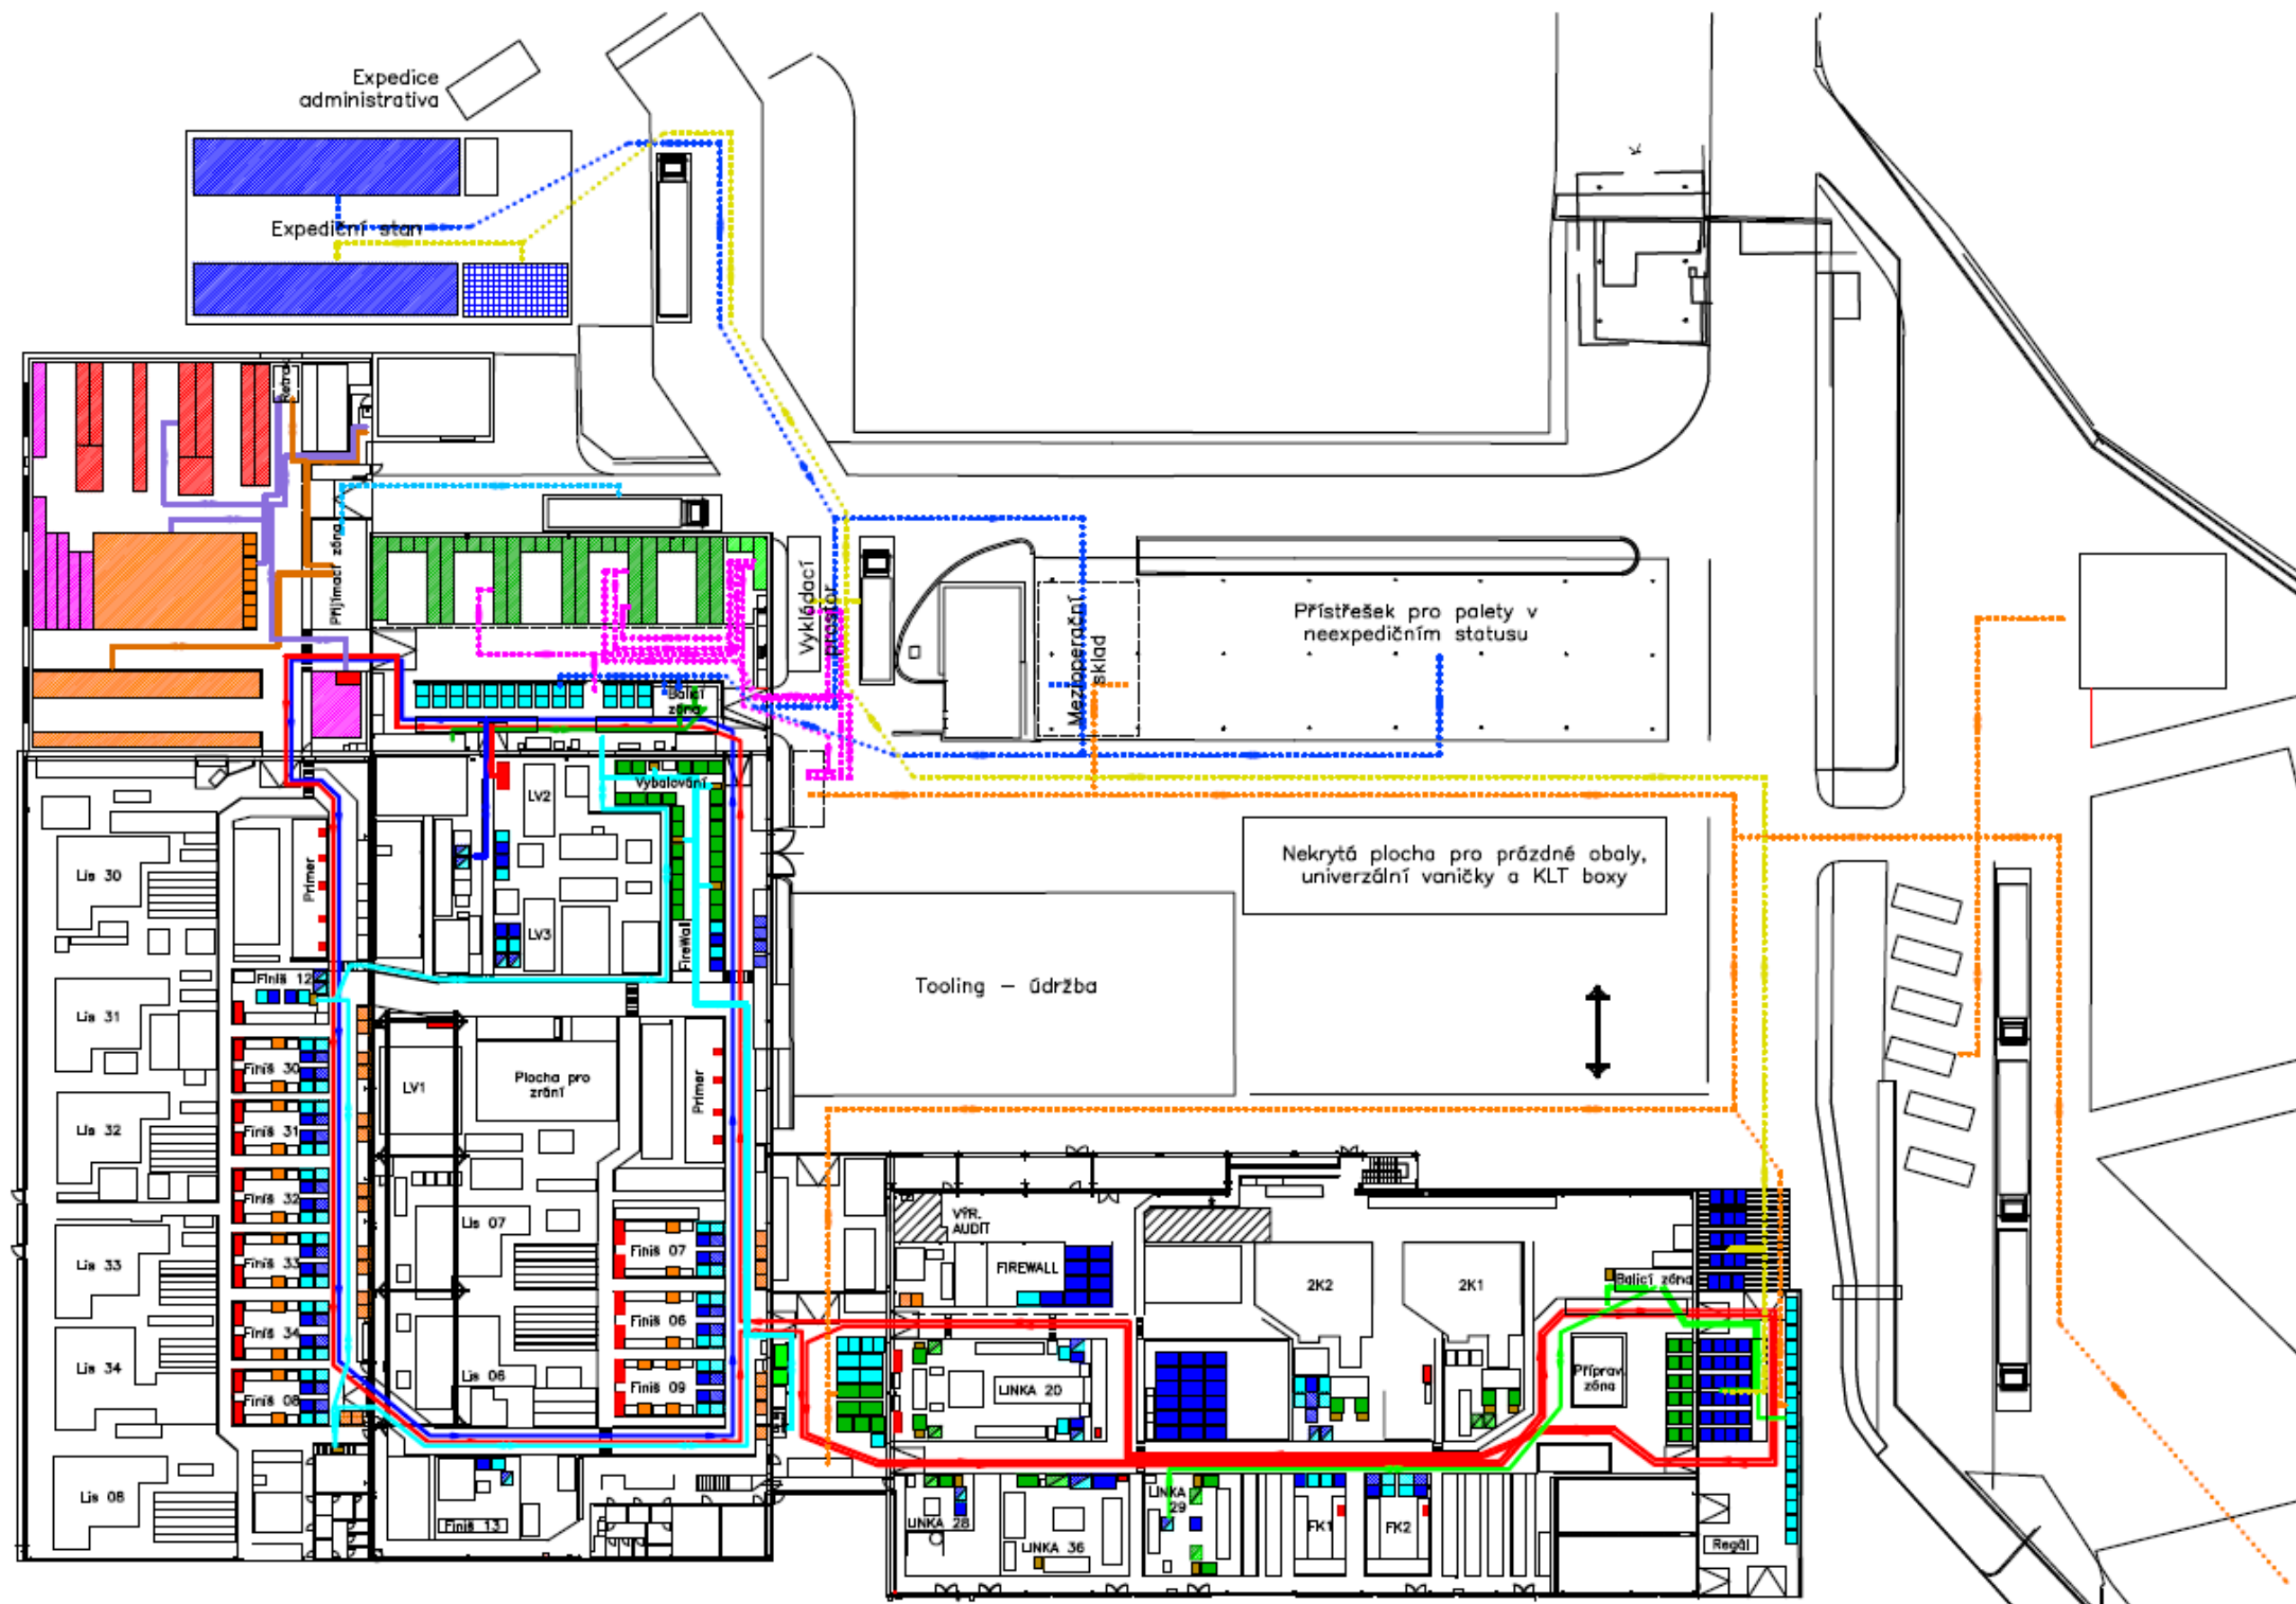 Expedice
administrativa
Expediční stan
Retrak
Přijímací zóna
Vykládací
prostor
Mezioperační
sklad
Přístřešek pro palety v
neexpedičním statusu
Balicí
zóna
Vybalování
LV2
LV3
FireWall
Nekrytá plocha pro prázdné obaly,
univerzální vaničky a KLT boxy
Tooling – údržba
Lis 30
Primer
Finiš 12
Lis 31
Finiš 30
LV1
Plocha pro
zrání
Primer
Lis 32
Finiš 31
Finiš 32
Lis 07
Lis 33
Finiš 33
Finiš 07
Lis 34
Finiš 34
Finiš 06
Lis 06
Finiš 08
Finiš 09
Lis 08
Finiš 13
VÝR.
AUDIT
FIREWALL
2K2
2K1
Balicí zóna
LINKA 20
Příprav.
zóna
LINKA 28
LINKA 36
LINKA
29
FK1
FK2
Regál